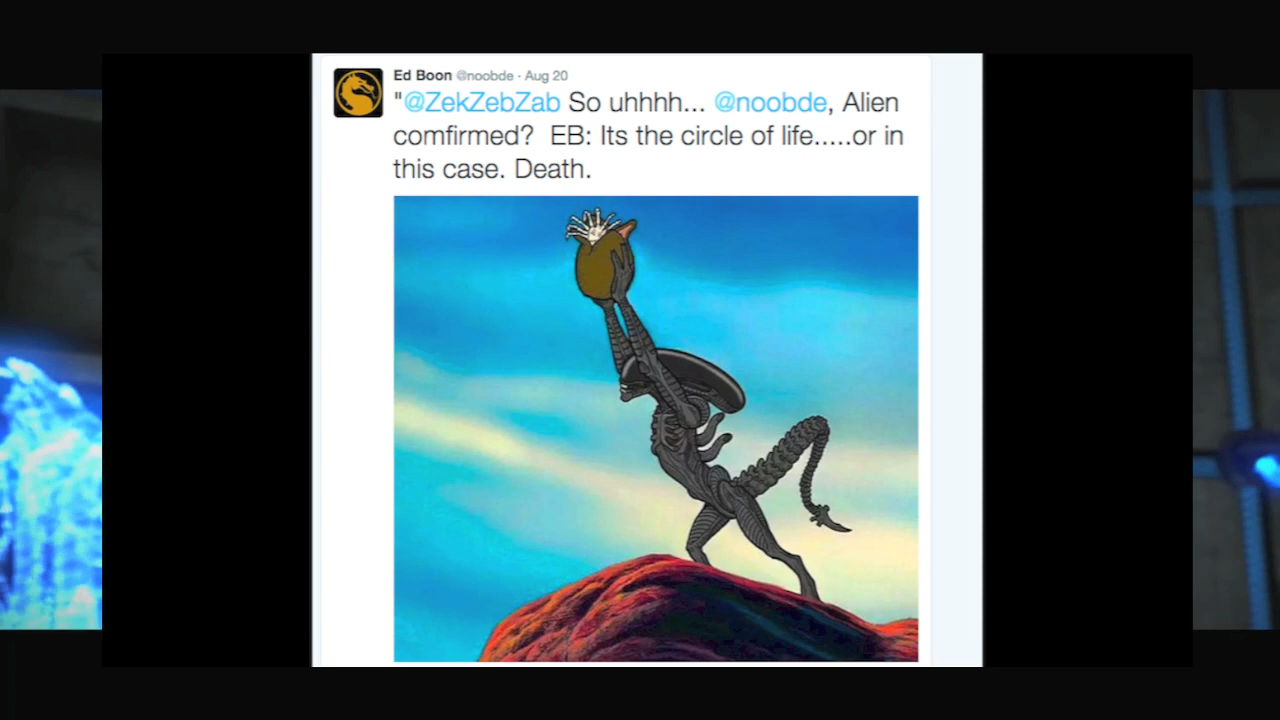 Ed Boon @noobde · Aug 20
"@ZekZebZab So uhhhh... @noobde, Alien
comfirmed?  EB: Its the circle of life.....or in
this case. Death.